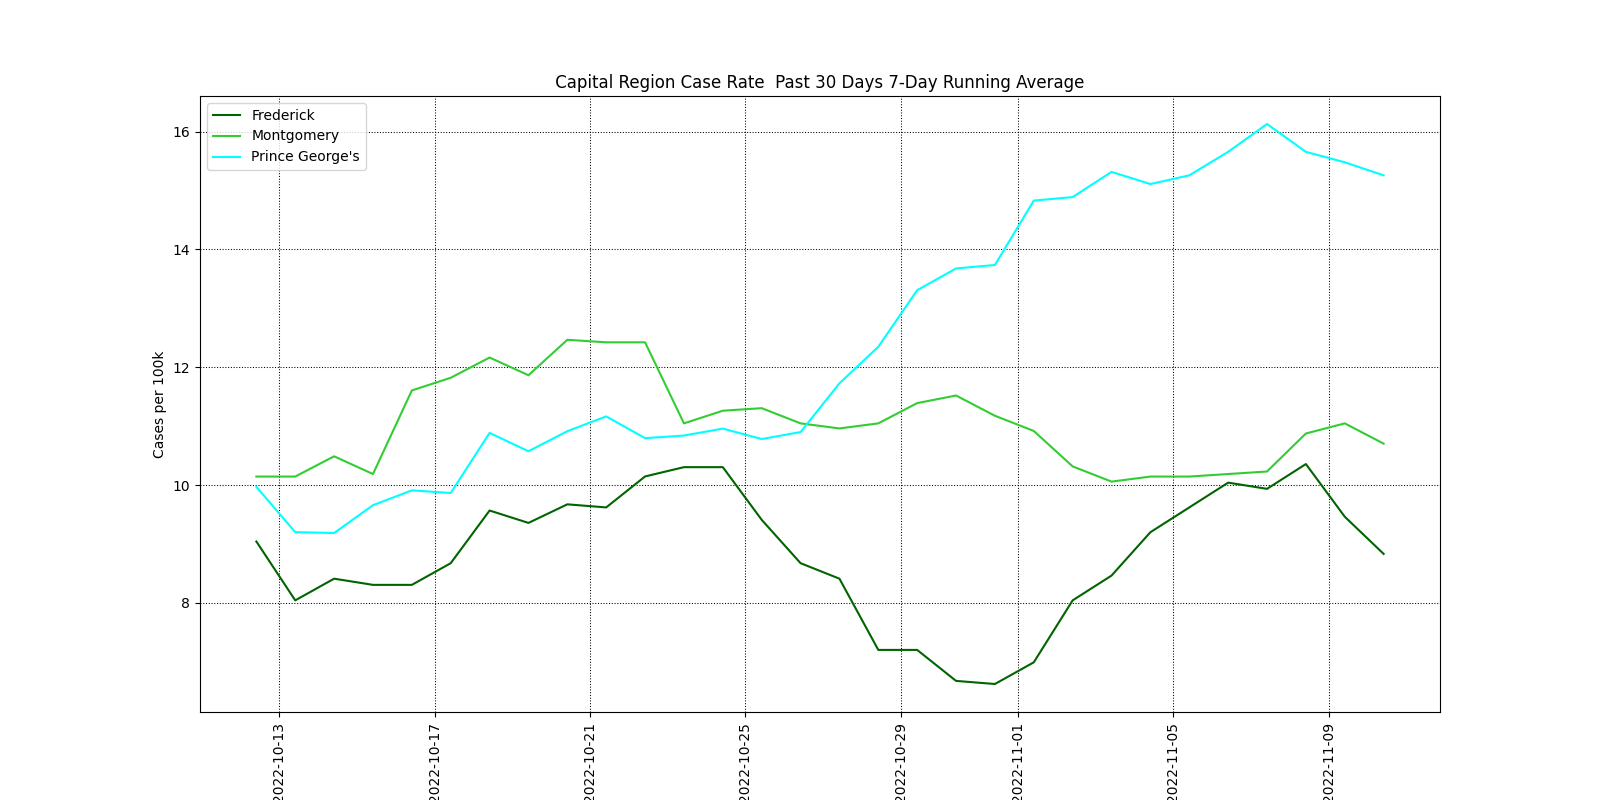 Capital Region Case Rate  Past 30 Days 7-Day Running Average
Frederick
Montgomery
Prince George's
Cases per 100k
16
14
12
10
8
2022-10-13
2022-10-17
2022-10-21
2022-10-25
2022-10-29
2022-11-01
2022-11-05
2022-11-09